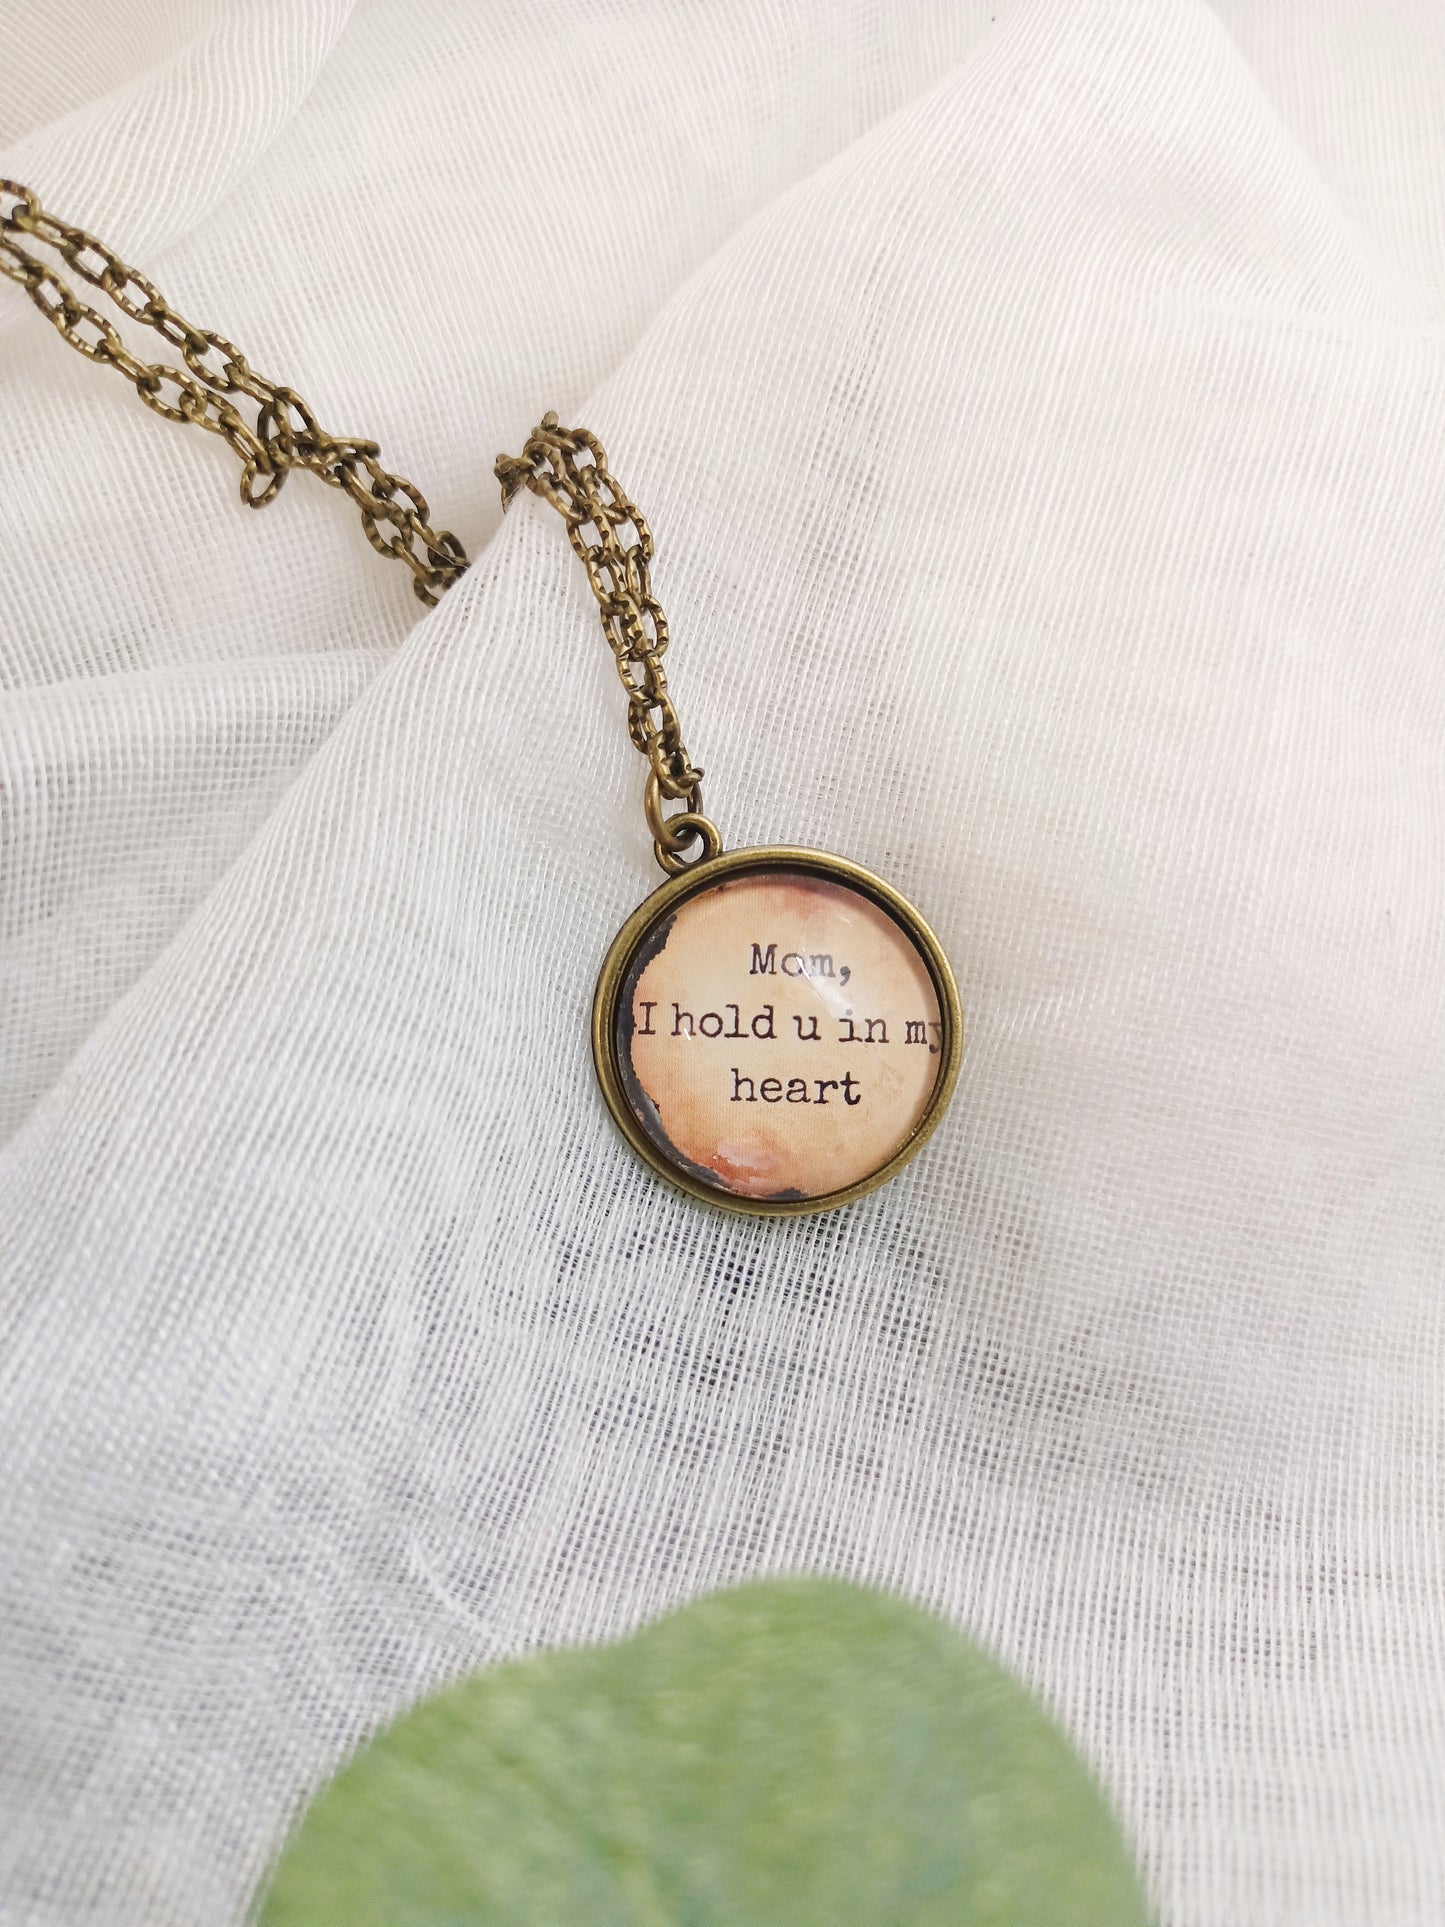 Mom,
I hold u in my
heart